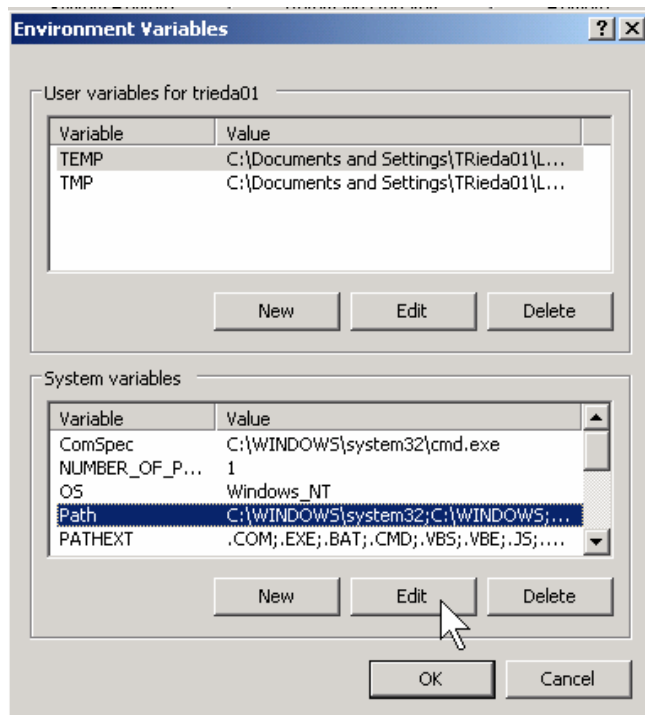 Environment Variables
User variables for trieda01
Variable Value
TEMP C:\Documents and Settings\TRieda01\L...
TMP C:\Documents and Settings\TRieda01\L...
New Edit Delete
System variables
Variable Value
ComSpec C:\WINDOWS\system32\cmd.exe
NUMBER_OF_P... 1
OS Windows_NT
Path C:\WINDOWS\system32;C:\WINDOWS;...
PATHEXT .COM;.EXE;.BAT;.CMD;.VBS;.VBE;.JS;....
New Edit Delete
OK Cancel